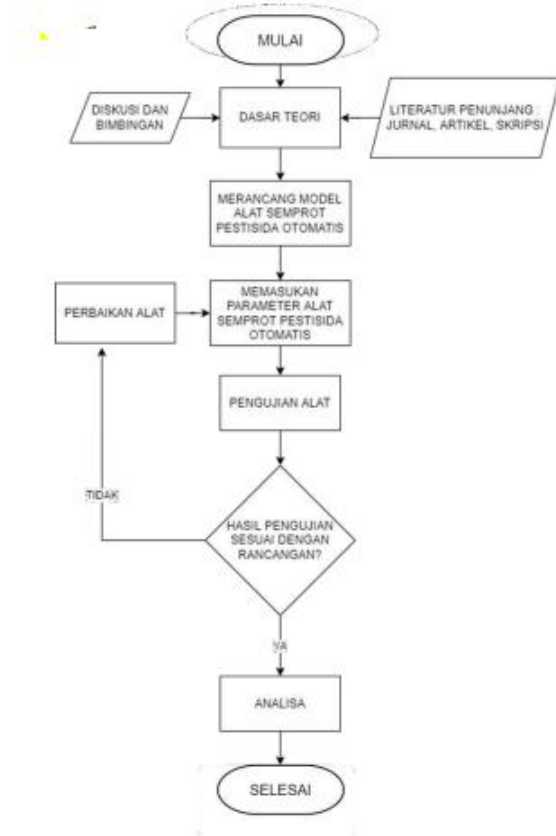 MULAI
DISKUSI DAN
BIMBINGAN
DASAR TEORI
LITERATUR PENUNJANG :
JURNAL, ARTIKEL, SKRIPSI
MERANCANG MODEL
ALAT SEMPROT
PESTISIDA OTOMATIS
PERBAIKAN ALAT
MEMASUKAN
PARAMETER ALAT
SEMPROT PESTISIDA
OTOMATIS
PENGUJIAN ALAT
TIDAK
HASIL PENGUJIAN
SESUAI DENGAN
RANCANGAN?
YA
ANALISA
SELESAI